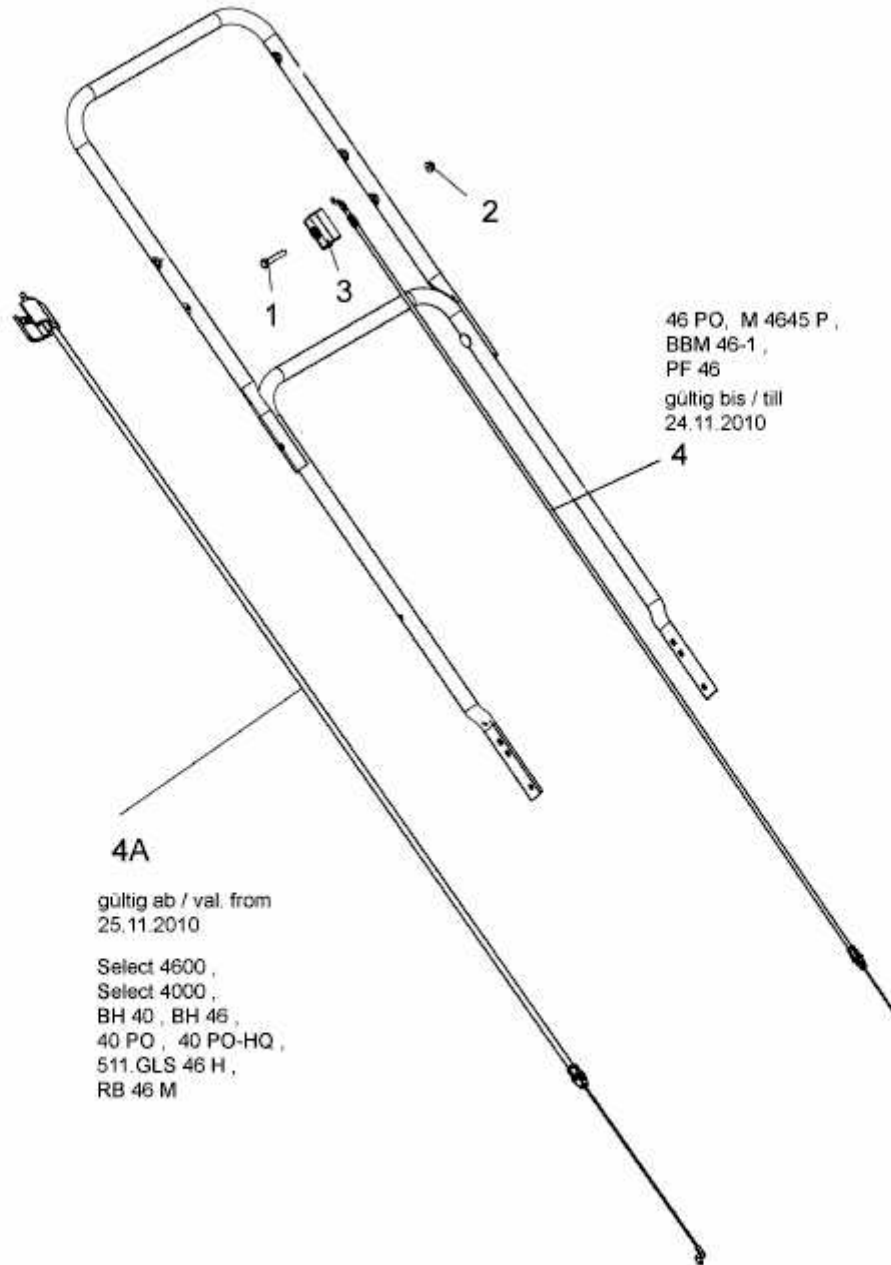 2
1
3
46 PO, M 4645 P ,
BBM 46-1 ,
PF 46
gültig bis / till
24.11.2010
4
4A
gültig ab / val. from
25.11.2010
Select 4600 ,
Select 4000 ,
BH 40 , BH 46 ,
40 PO , 40 PO-HQ ,
511.GLS 46 H ,
RB 46 M